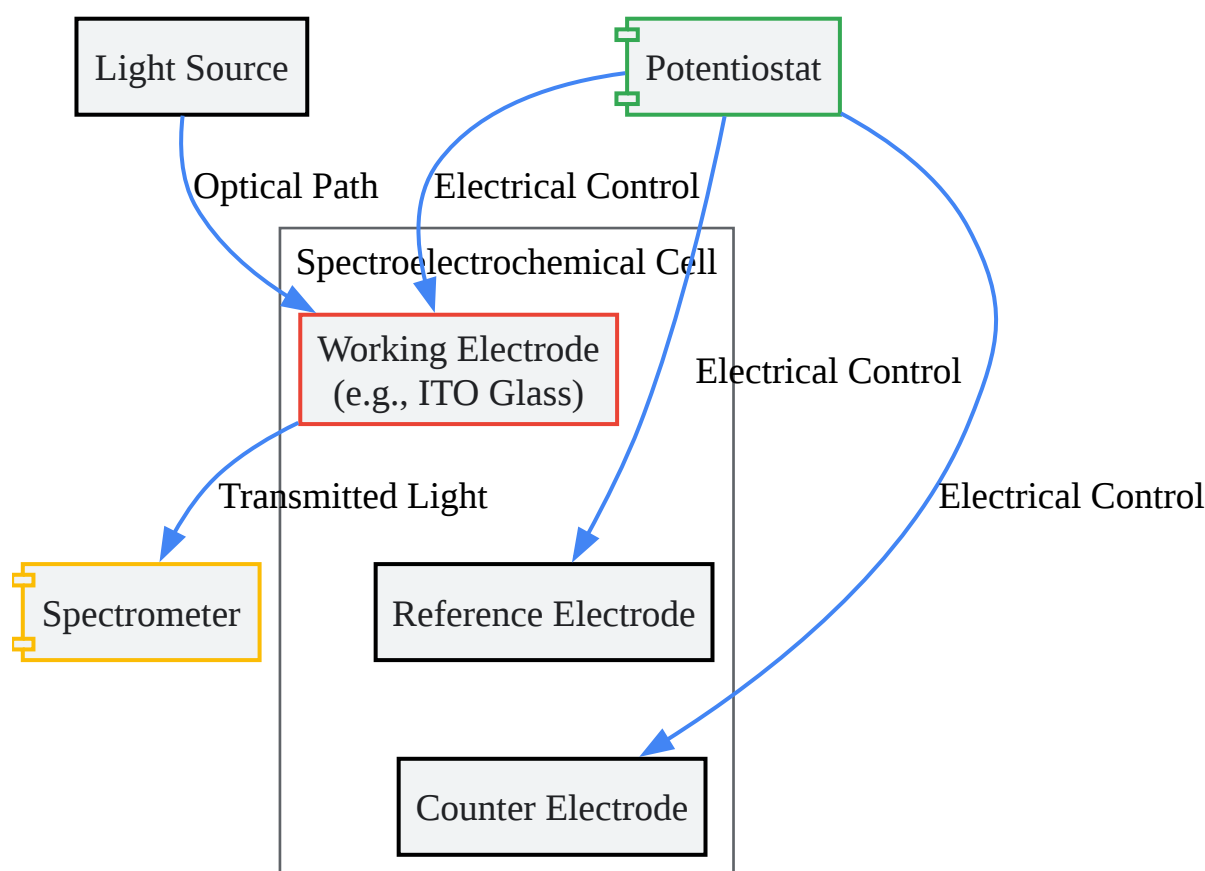 Light Source
Potentiostat
Optical Path
Electrical Control
Spectroelectrochemical Cell
Working Electrode
(e.g., ITO Glass)
Electrical Control
Transmitted Light
Electrical Control
Spectrometer
Reference Electrode
Counter Electrode